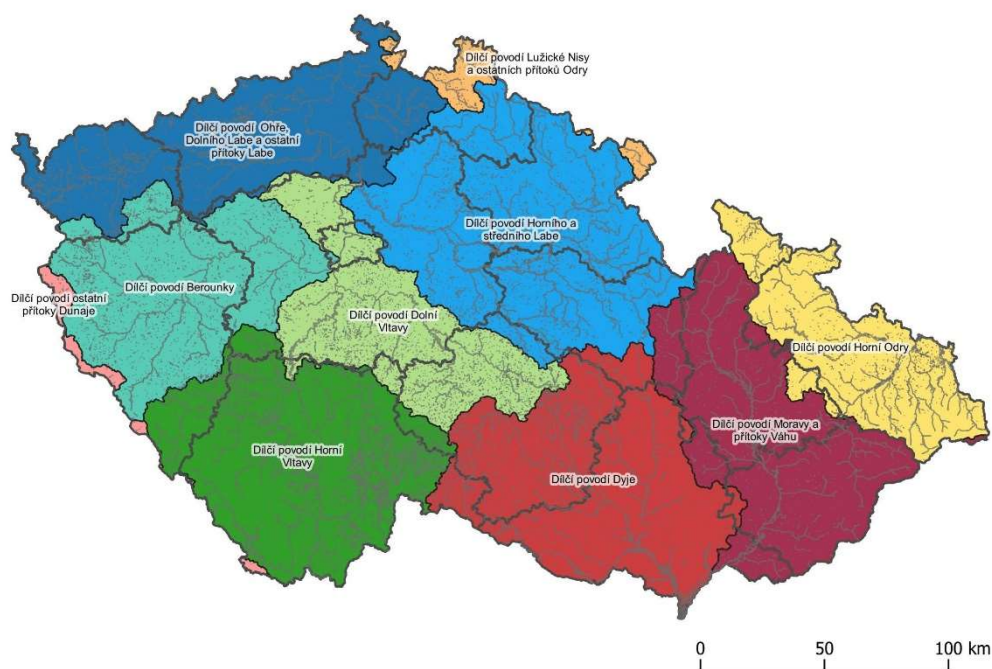 Dílčí povodí Lužické Nisy
a ostatních přítoků Odry
Dílčí povodí Ohře,
Dolního Labe a ostatní
přítoky Labe
Dílčí povodí Horního a
středního Labe
Dílčí povodí Berounky
Dílčí povodí ostatní
přítoky Dunaje
Dílčí povodí Dolní
Vltavy
Dílčí povodí Horní Odry
Dílčí povodí Moravy a
přítoky Váhu
Dílčí povodí Horní
Vltavy
Dílčí povodí Dyje
0 50 100 km